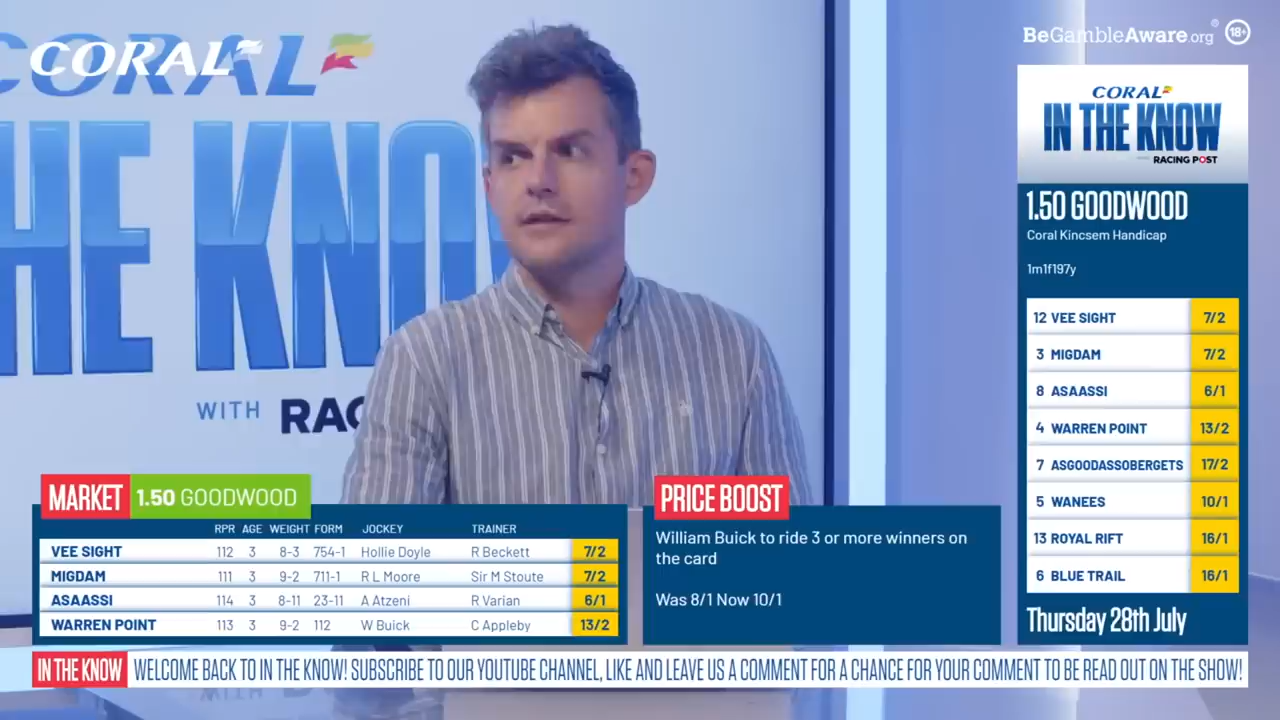 CORAL
CORAL
THE KNO
WITH RAC
BeGambleAware.org® 18+
CORAL
IN THE KNOW
WITH RACING POST
1.50 GOODWOOD
Coral Kincsem Handicap
1m1f197y
12 VEE SIGHT 7/2
3 MIGDAM 7/2
8 ASAASSI 6/1
4 WARREN POINT 13/2
7 ASGOODASSOBERGETS 17/2
5 WANEES 10/1
13 ROYAL RIFT 16/1
6 BLUE TRAIL 16/1
Thursday 28th July
MARKET 1.50 GOODWOOD
RPR AGE WEIGHT FORM JOCKEY TRAINER
VEE SIGHT 112 3 8-3 754-1 Hollie Doyle R Beckett 7/2
MIGDAM 111 3 9-2 711-1 R L Moore Sir M Stoute 7/2
ASAASSI 114 3 8-11 23-11 A Atzeni R Varian 6/1
WARREN POINT 113 3 9-2 112 W Buick C Appleby 13/2
PRICE BOOST
William Buick to ride 3 or more winners on
the card
Was 8/1 Now 10/1
IN THE KNOW WELCOME BACK TO IN THE KNOW! SUBSCRIBE TO OUR YOUTUBE CHANNEL, LIKE AND LEAVE US A COMMENT FOR A CHANCE FOR YOUR COMMENT TO BE READ OUT ON THE SHOW!